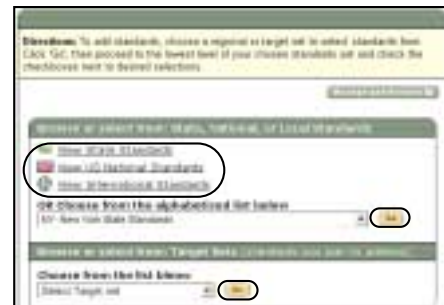 Directions: To add standards, choose a regional or target set to select standards from.
Click 'Go', then proceed to the lowest level of your chosen standards set and check the
checkboxes next to desired selections.
Browse or select from: State, National, or Local Standards
View State Standards
View US National Standards
View International Standards
OR Choose from the alphabetized list below
NY- New York State Standards
Go
Browse or select from: Target Sets
Choose from the list below:
Select Target set
Go